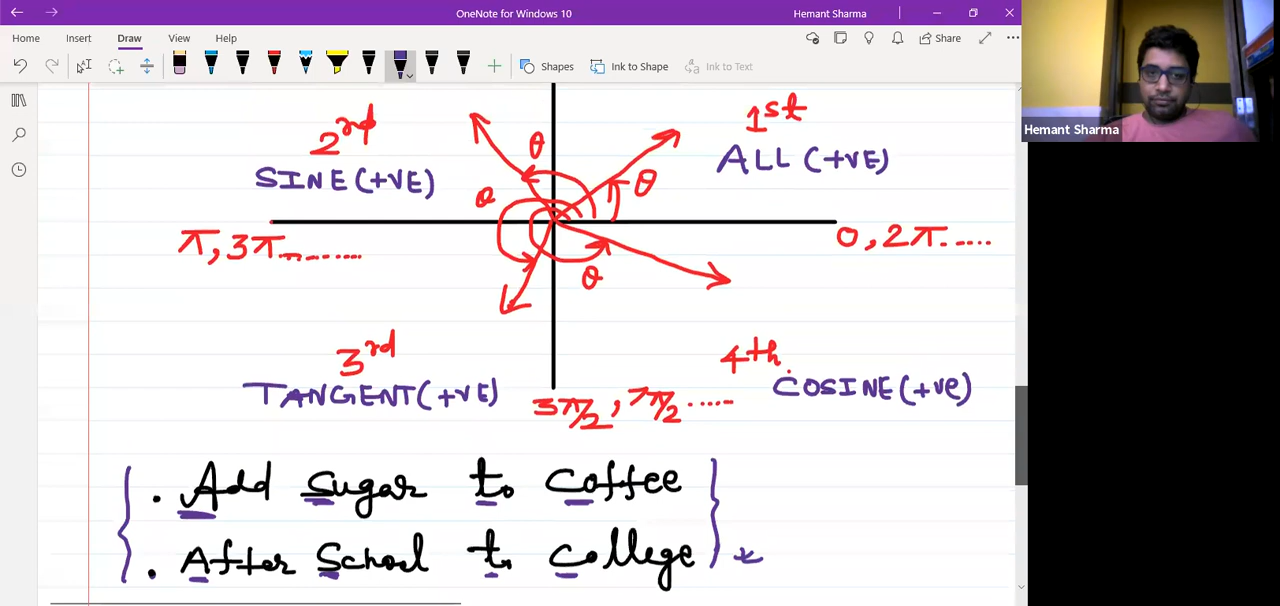 OneNote for Windows 10
Hemant Sharma
Home Insert Draw View Help
Share
Shapes
Ink to Shape
Ink to Text
Hemant Sharma
2rd
1st
SINE (+VE)
ALL (+VE)
θ
θ
θ
θ
π, 3π..........
0, 2π.....
3rd
4th
TANGENT (+VE)
COSINE (+ve)
3π/2, 7π/2 .....
. Add Sugar to Coffee
. After School to College